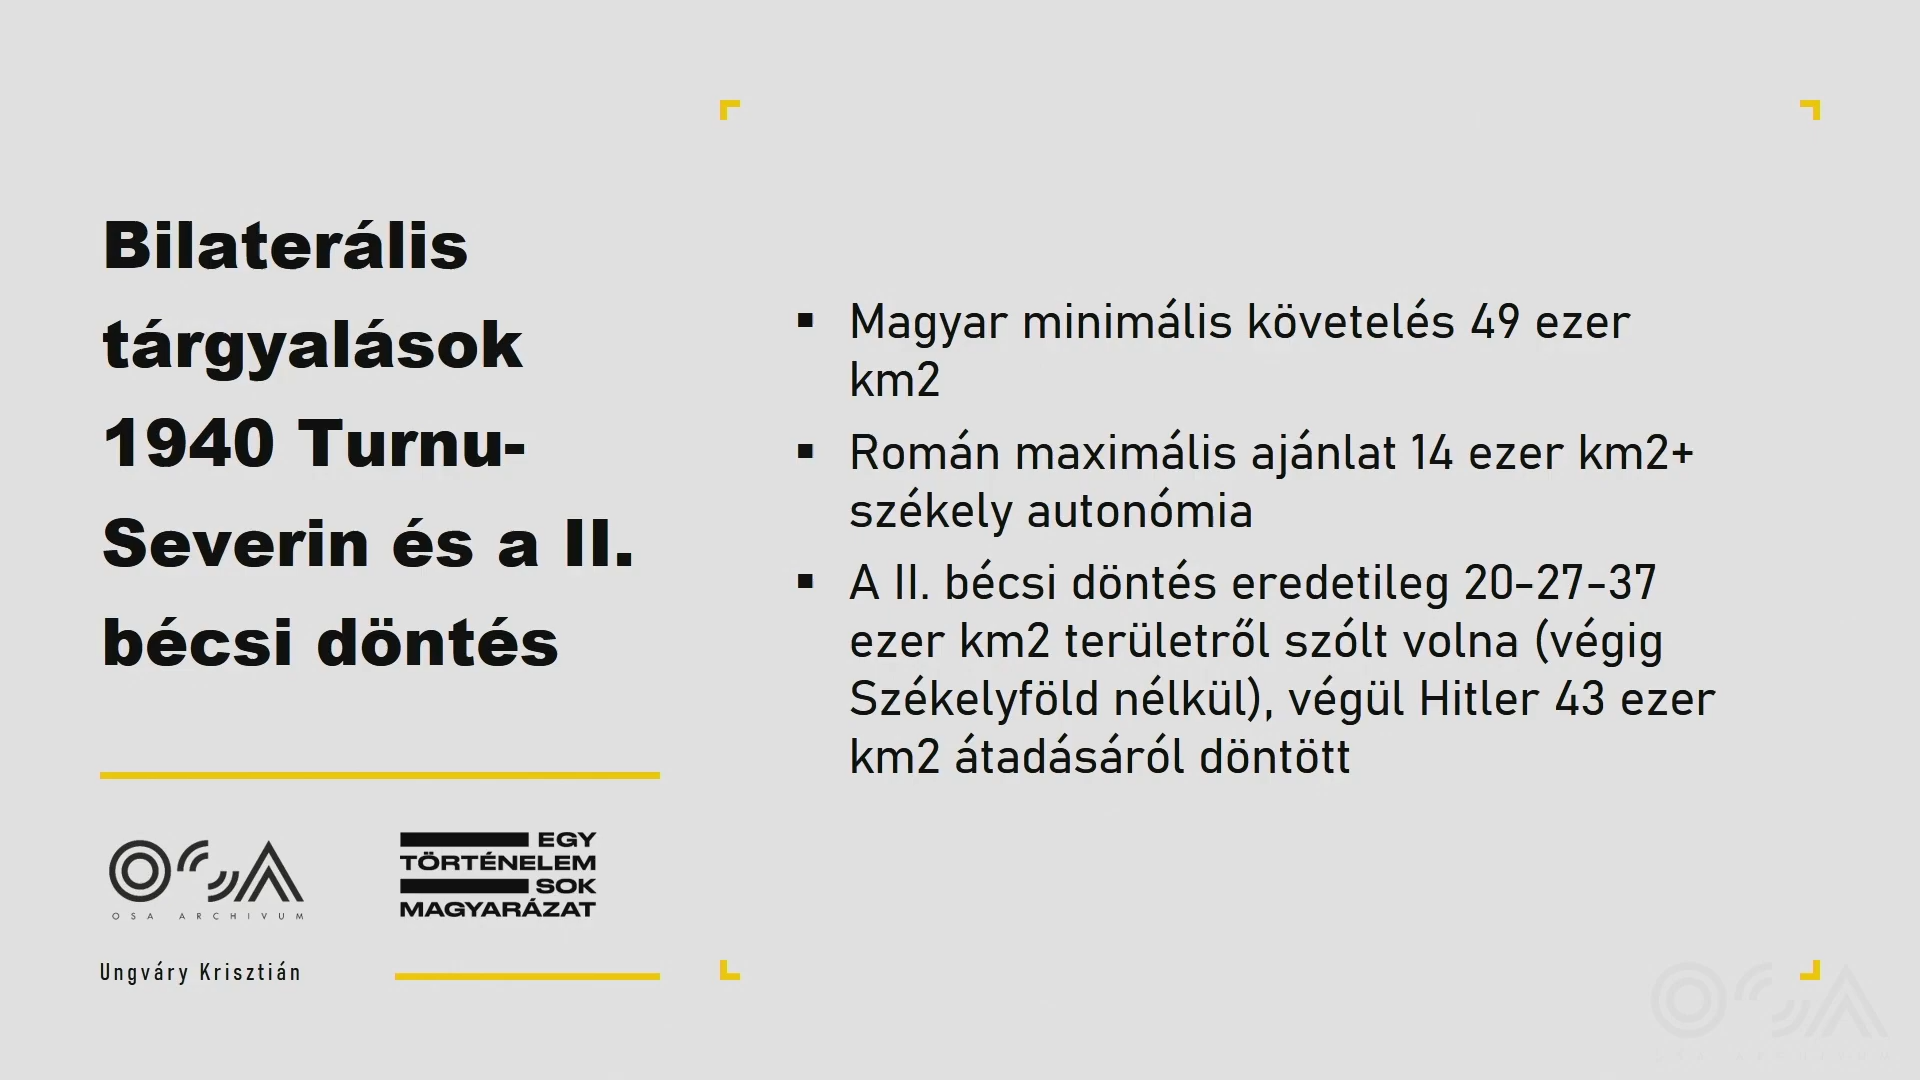 Bilaterális
tárgyalások
1940 Turnu-
Severin és a II.
bécsi döntés
▪ Magyar minimális követelés 49 ezer
km2
▪ Román maximális ajánlat 14 ezer km2+
székely autonómia
▪ A II. bécsi döntés eredetileg 20-27-37
ezer km2 területről szólt volna (végig
Székelyföld nélkül), végül Hitler 43 ezer
km2 átadásáról döntött
OSA ARCHIVUM
EGY
TÖRTÉNELEM
SOK
MAGYARÁZAT
Ungváry Krisztián